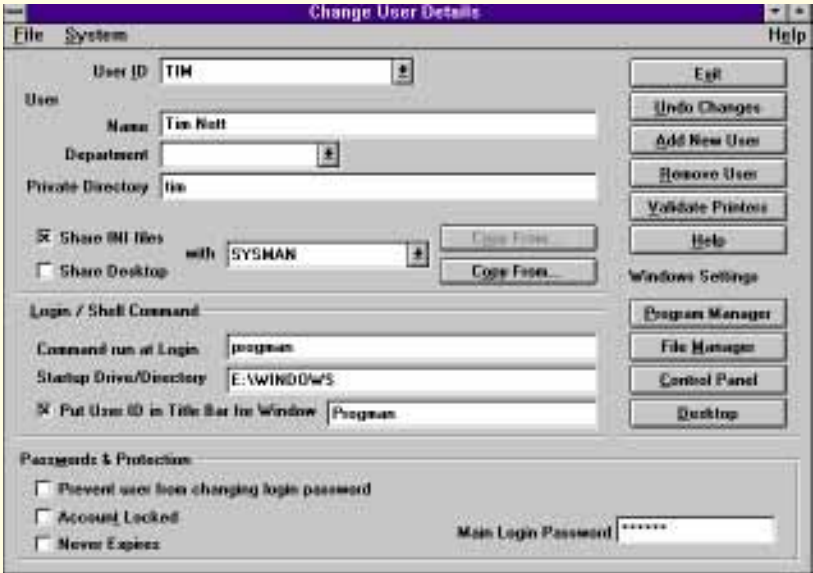 Change User Details
File System Help
User ID TIM
User
Name Tim Nott
Department
Private Directory tim
Share INI files
with SYSMAN
Share Desktop
Copy From...
Copy From...
Login / Shell Command
Command run at Login progman
Startup Drive/Directory E:\WINDOWS
Put User ID in Title Bar for Window Progman
Passwords & Protection
Prevent user from changing login password
Account Locked
Never Expires
Main Login Password ******
Exit
Undo Changes
Add New User
Remove User
Validate Printers
Help
Windows Settings
Program Manager
File Manager
Control Panel
Desktop